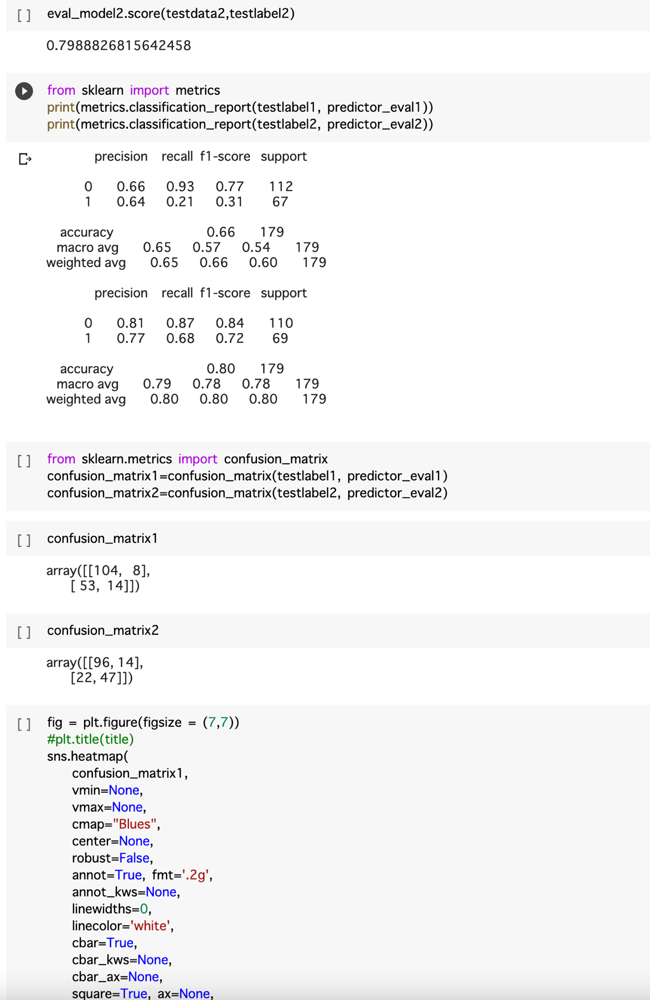 [ ] eval_model2.score(testdata2,testlabel2)
0.7988826815642458
from sklearn import metrics
print(metrics.classification_report(testlabel1, predictor_eval1))
print(metrics.classification_report(testlabel2, predictor_eval2))
precision recall f1-score support
0 0.66 0.93 0.77 112
1 0.64 0.21 0.31 67
accuracy 0.66 179
macro avg 0.65 0.57 0.54 179
weighted avg 0.65 0.66 0.60 179
precision recall f1-score support
0 0.81 0.87 0.84 110
1 0.77 0.68 0.72 69
accuracy 0.80 179
macro avg 0.79 0.78 0.78 179
weighted avg 0.80 0.80 0.80 179
[ ] from sklearn.metrics import confusion_matrix
confusion_matrix1=confusion_matrix(testlabel1, predictor_eval1)
confusion_matrix2=confusion_matrix(testlabel2, predictor_eval2)
[ ] confusion_matrix1
array([[104, 8],
[ 53, 14]])
[ ] confusion_matrix2
array([[96, 14],
[22, 47]])
[ ] fig = plt.figure(figsize = (7,7))
#plt.title(title)
sns.heatmap(
confusion_matrix1,
vmin=None,
vmax=None,
cmap="Blues",
center=None,
robust=False,
annot=True, fmt='.2g',
annot_kws=None,
linewidths=0,
linecolor='white',
cbar=True,
cbar_kws=None,
cbar_ax=None,
square=True, ax=None,